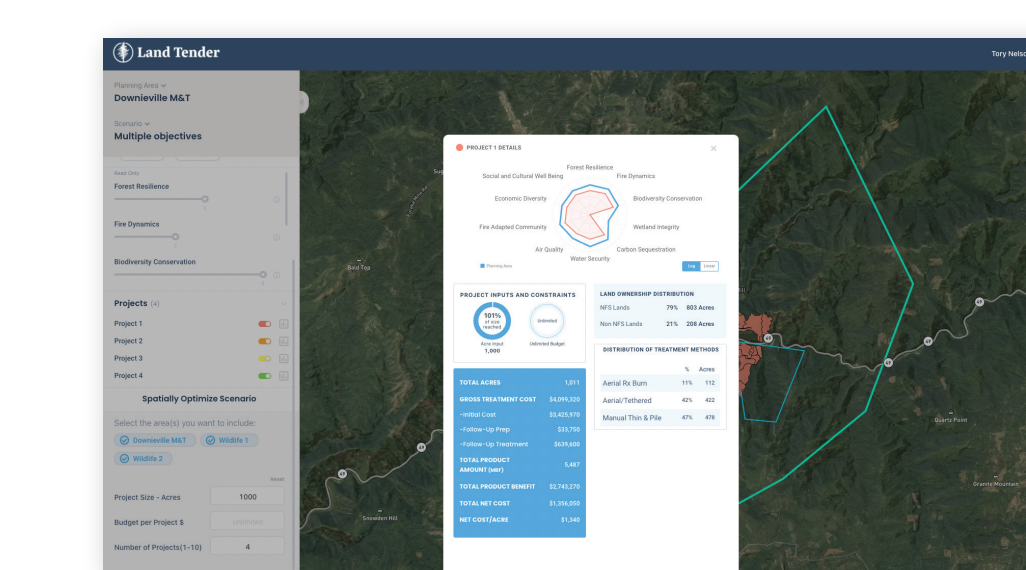 Land Tender
Tory Nelso
Planning Area
Downieville M&T
Scenario
Multiple objectives
Read Only
Forest Resilience
Fire Dynamics
Biodiversity Conservation
Projects (4)
Project 1
Project 2
Project 3
Project 4
Spatially Optimize Scenario
Select the area(s) you want to include:
Downieville M&T Wildlife 1
Wildlife 2
Reset
Project Size - Acres 1000
Budget per Project $ unlimited
Number of Projects(1-10) 4
PROJECT 1 DETAILS
Forest Resilience
Social and Cultural Well Being Fire Dynamics
Economic Diversity Biodiversity Conservation
Fire Adapted Community Wetland Integrity
Air Quality Carbon Sequestration
Water Security
Planning Area
Log Linear
PROJECT INPUTS AND CONSTRAINTS
101%
of size
reached
Unlimited
Acre Input
1,000
Unlimited Budget
LAND OWNERSHIP DISTRIBUTION
NFS Lands 79% 803 Acres
Non NFS Lands 21% 208 Acres
DISTRIBUTION OF TREATMENT METHODS
% Acres
Aerial Rx Burn 11% 112
Aerial/Tethered 42% 422
Manual Thin & Pile 47% 478
TOTAL ACRES 1,011
GROSS TREATMENT COST $4,099,320
-Initial Cost $3,425,970
-Follow-Up Prep $33,750
-Follow-Up Treatment $639,600
TOTAL PRODUCT
AMOUNT (MBF) 5,487
TOTAL PRODUCT BENEFIT $2,743,270
TOTAL NET COST $1,356,050
NET COST/ACRE $1,340
Sug
Bald Top
Snowden Hill
49
49
49
49
49
Quartz Point
Granite Mountain